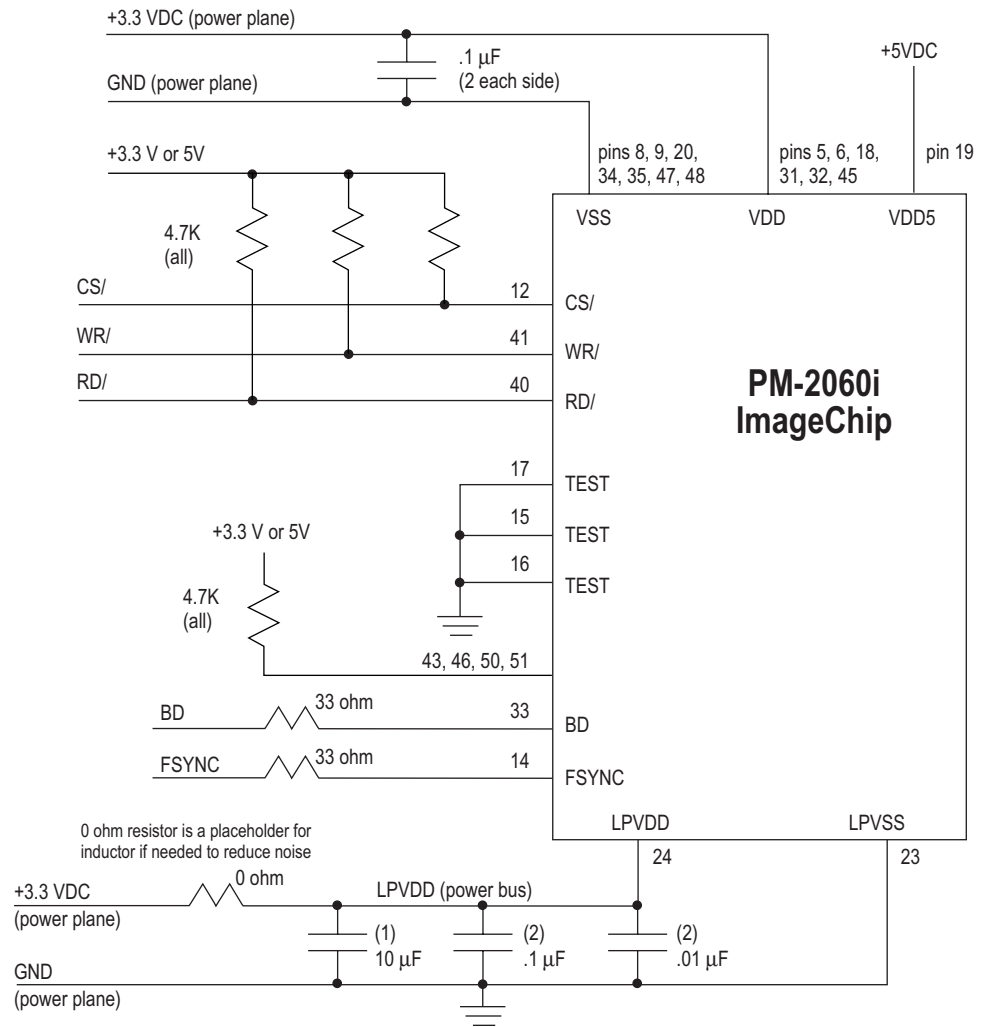 +3.3 VDC (power plane)
.1 µF
(2 each side)
+5VDC
GND (power plane)
+3.3 V or 5V
pins 8, 9, 20,
34, 35, 47, 48
pins 5, 6, 18,
31, 32, 45
pin 19
VSS
VDD
VDD5
4.7K
(all)
CS/
12
CS/
WR/
41
WR/
RD/
40
RD/
PM-2060i
ImageChip
17
TEST
15
TEST
16
TEST
+3.3 V or 5V
4.7K
(all)
43, 46, 50, 51
BD
33 ohm
33
BD
FSYNC
33 ohm
14
FSYNC
LPVDD
LPVSS
24
23
0 ohm resistor is a placeholder for
inductor if needed to reduce noise
0 ohm
+3.3 VDC
(power plane)
LPVDD (power bus)
(1)
10 µF
(2)
.1 µF
(2)
.01 µF
GND
(power plane)